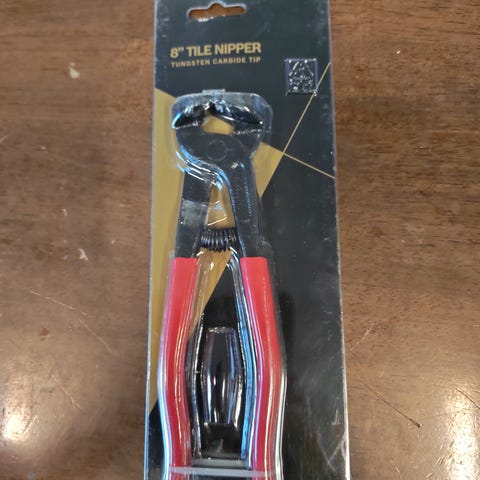 8" TILE NIPPER
TUNGSTEN CARBIDE TIP